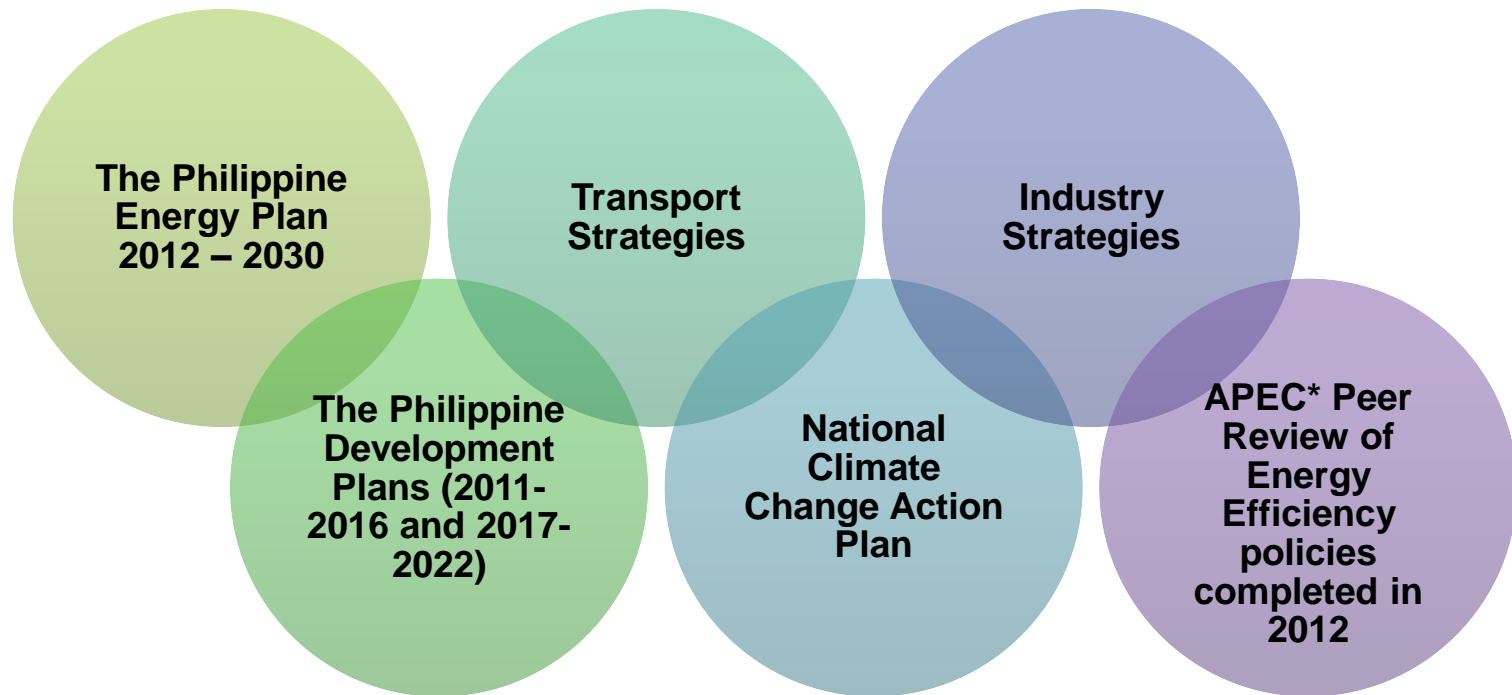 The Philippine
Energy Plan
2012 – 2030
Transport
Strategies
Industry
Strategies
The Philippine
Development
Plans (2011-
2016 and 2017-
2022)
National
Climate
Change Action
Plan
APEC* Peer
Review of
Energy
Efficiency
policies
completed in
2012